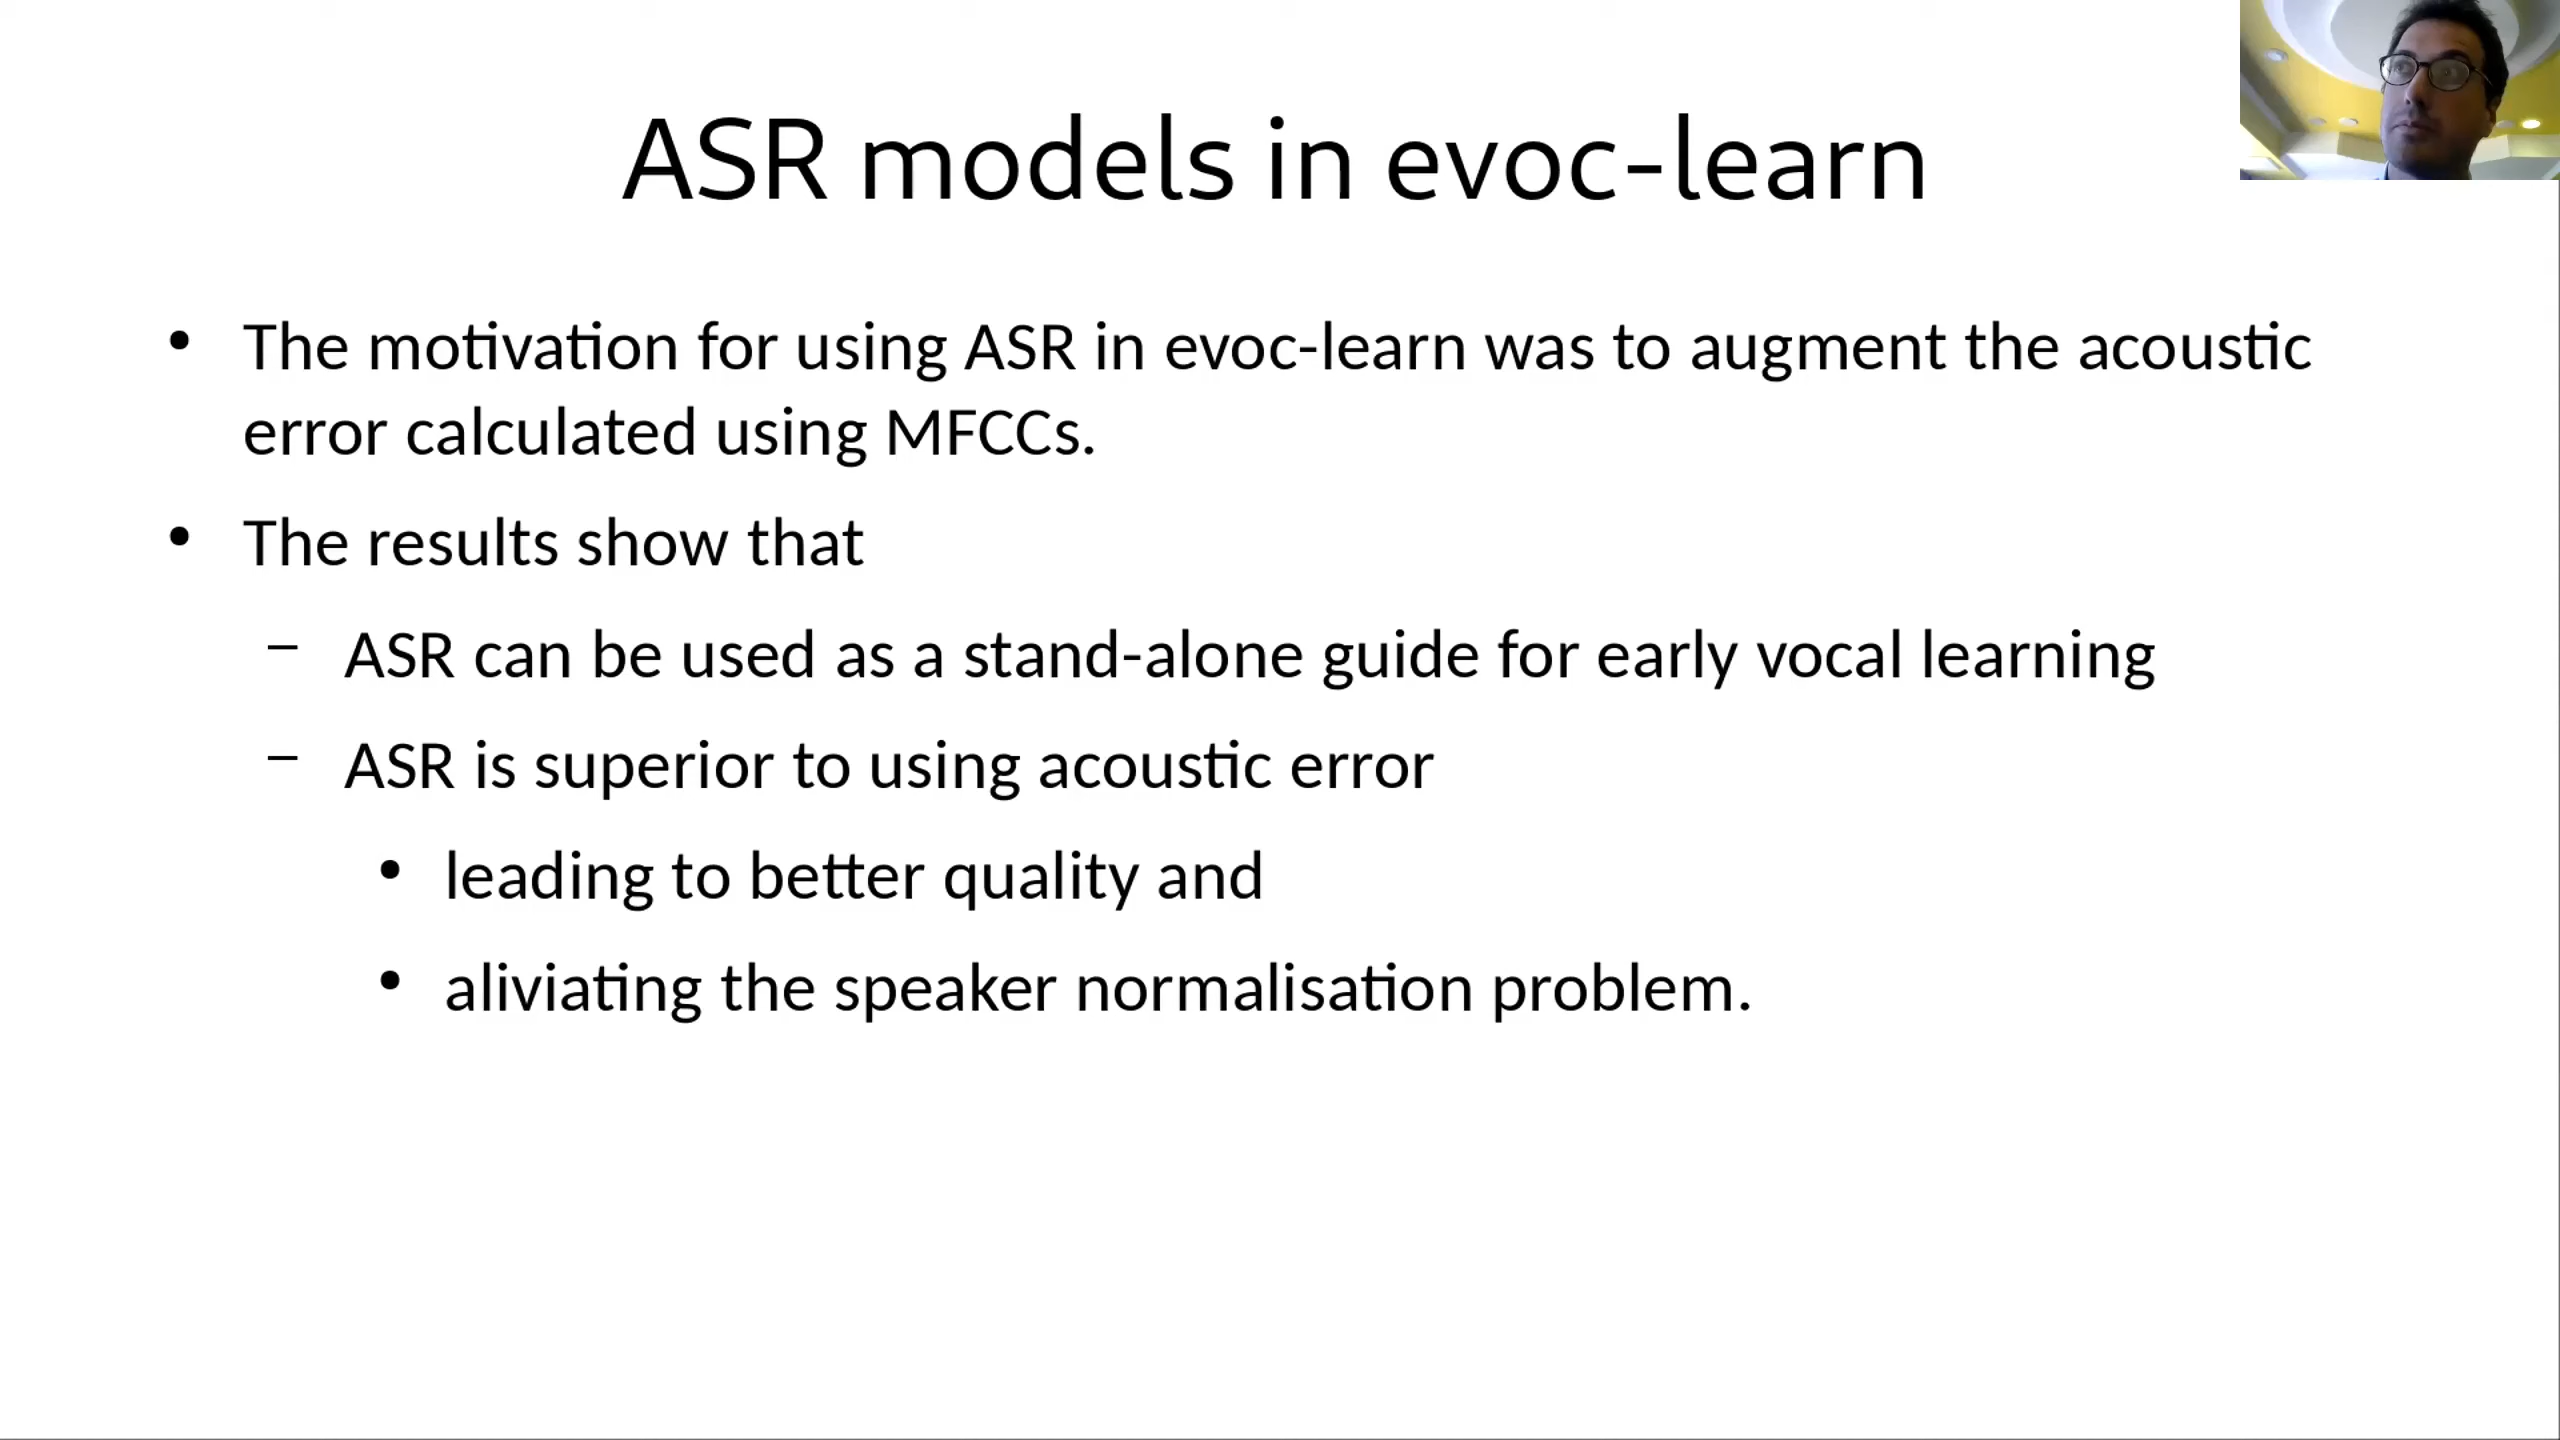 ASR models in evoc-learn
• The motivation for using ASR in evoc-learn was to augment the acoustic
error calculated using MFCCs.
• The results show that
– ASR can be used as a stand-alone guide for early vocal learning
– ASR is superior to using acoustic error
• leading to better quality and
• aliviating the speaker normalisation problem.